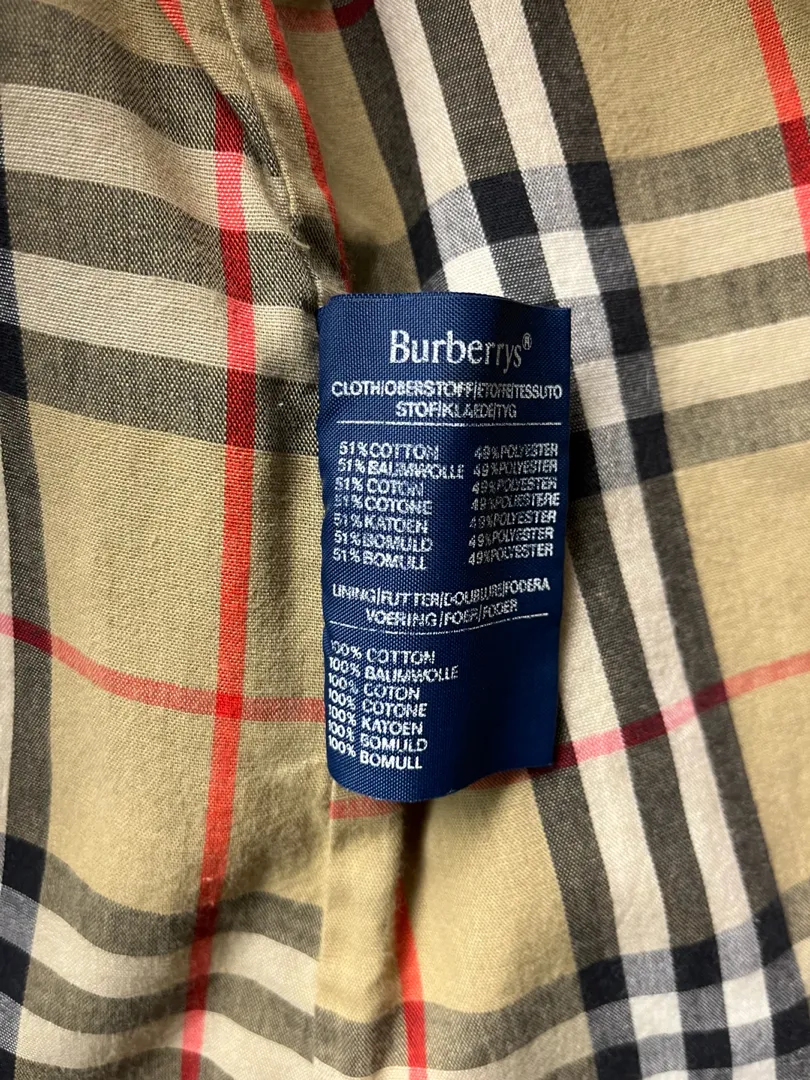 Burberrys®
CLOTH/OBERSTOFF/ETOFFE/TESSUTO
STOF/KLAEDE/TYG
51% COTTON 49% POLYESTER
51% BAUMWOLLE 49% POLYESTER
51% COTON 49% POLYESTER
51% COTONE 49% POLIESTERE
51% KATOEN 49% POLYESTER
51% BOMULD 49% POLYESTER
51% BOMULL 49% POLYESTER
LINING/FUTTER/DOUBLURE/FODERA
VOERING/FOER/FODER
100% COTTON
100% BAUMWOLLE
100% COTON
100% COTONE
100% KATOEN
100% BOMULD
100% BOMULL